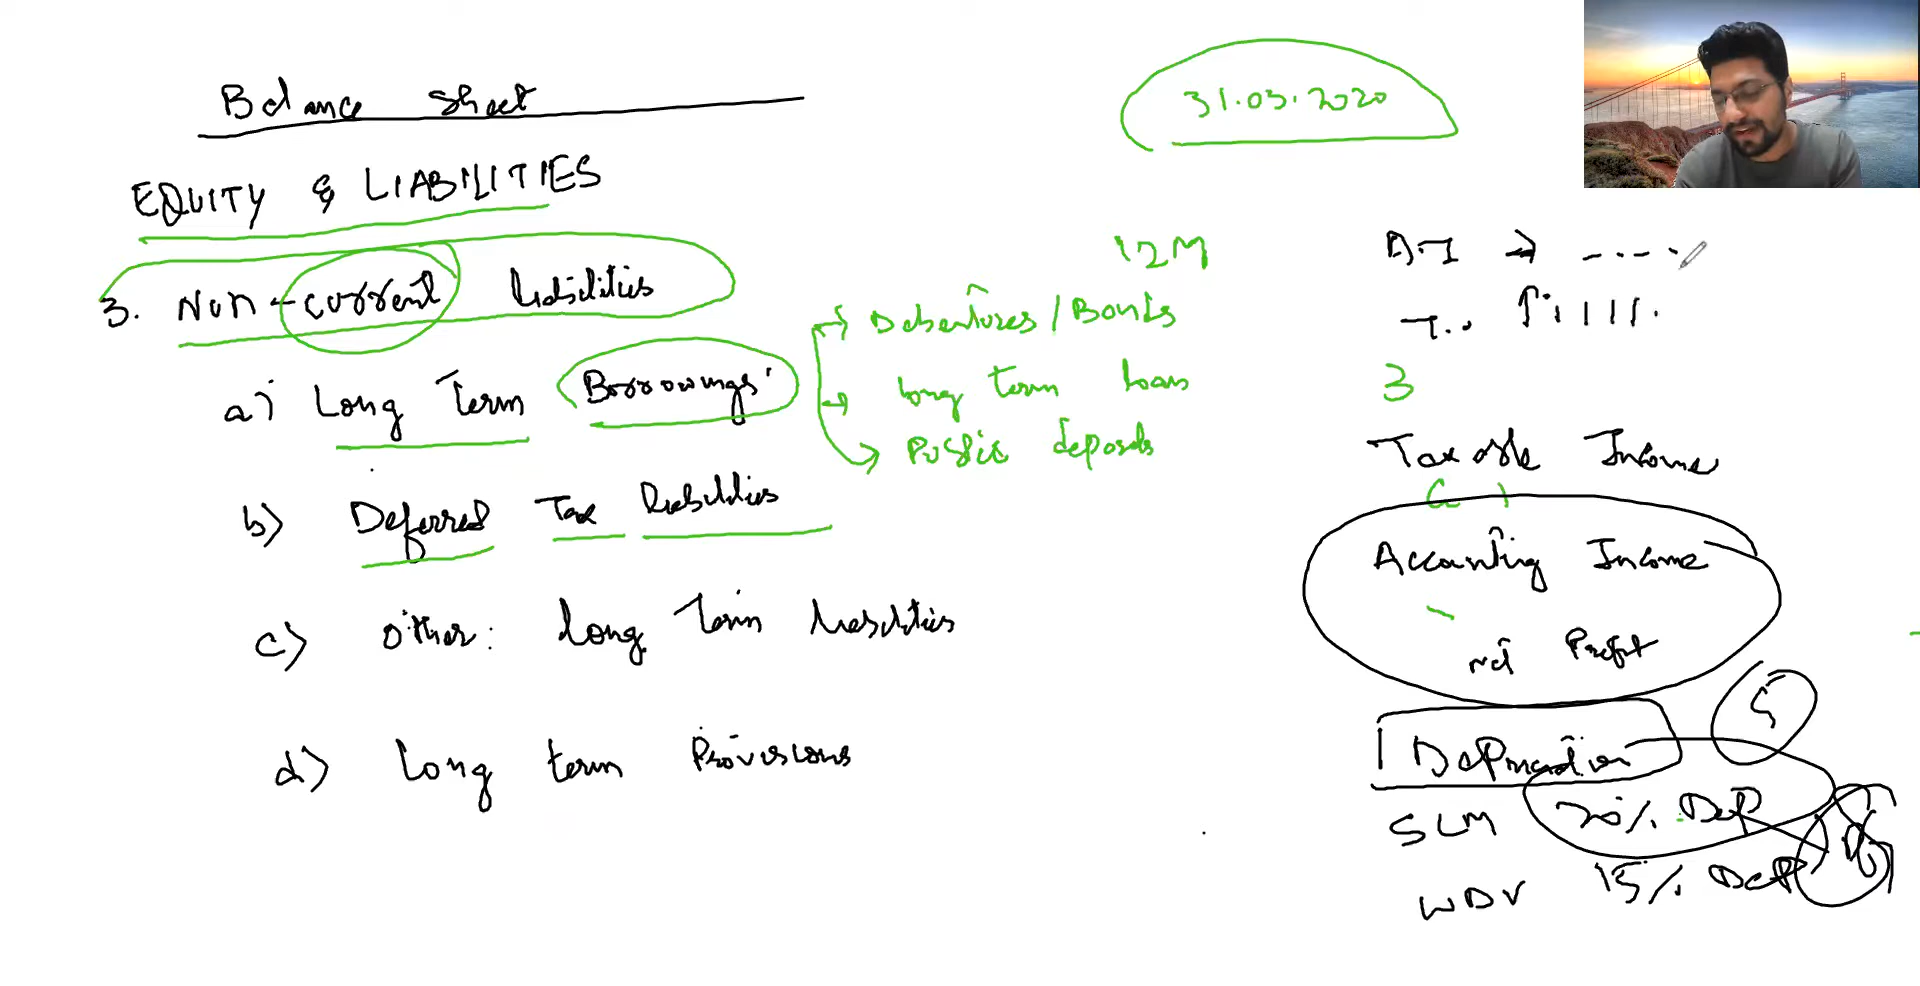 Balance Sheet
31.03.2020
EQUITY & LIABILITIES
3. Non-current liabilities
12M
a) Long Term Borrowings
→ Debentures / Bonds
→ long term loan
→ Public deposits
b) Deferred Tax Liabilities
c) other: long Term liabilities
d) long term Provisions
A.I →
3
Taxable Income
Accounting Income
net Profit
Depreciation
SLM 20% Dep
WDV 15% Dep